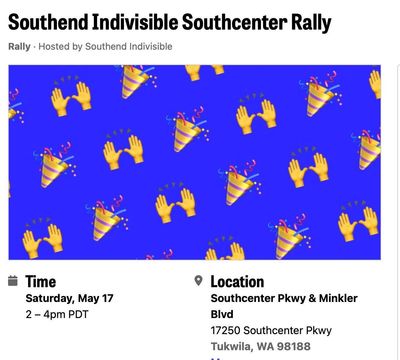 Southend Indivisible Southcenter Rally
Rally · Hosted by Southend Indivisible
Time
Saturday, May 17
2 – 4pm PDT
Location
Southcenter Pkwy & Minkler
Blvd
17250 Southcenter Pkwy
Tukwila, WA 98188